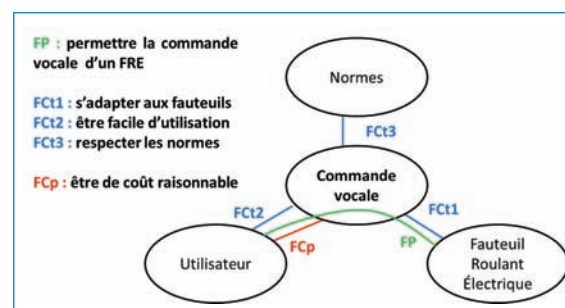 FP : permettre la commande
vocale d'un FRE
FCt1 : s'adapter aux fauteuils
FCt2 : être facile d'utilisation
FCt3 : respecter les normes
FCp : être de coût raisonnable
Normes
FCt3
Commande
vocale
FCt2
FCt1
FCp
FP
Utilisateur
Fauteuil
Roulant
Électrique